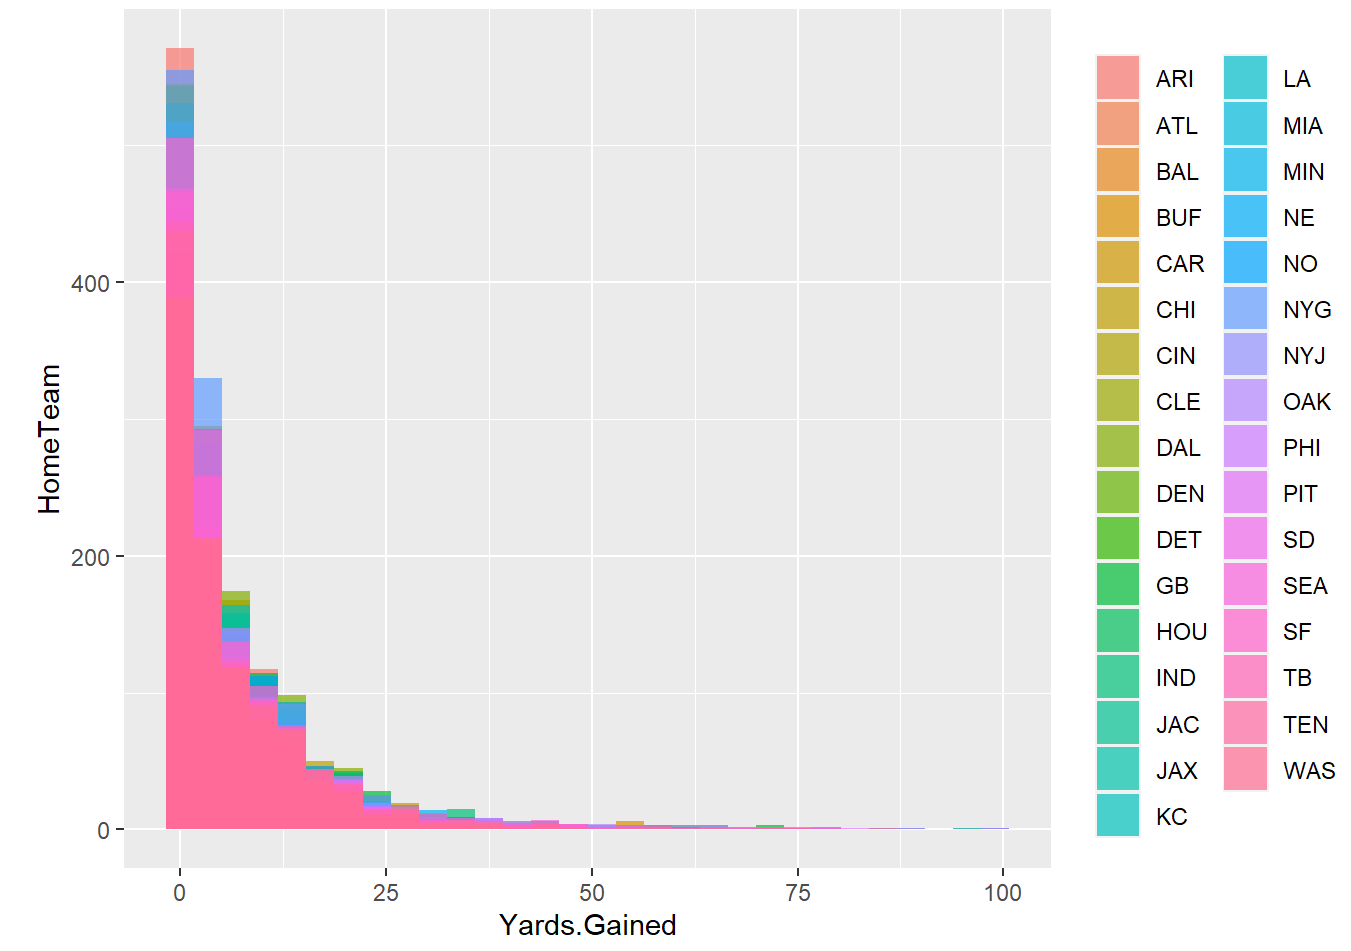 HomeTeam
400
200
0
0 25 50 75 100
Yards.Gained
ARI LA
ATL MIA
BAL MIN
BUF NE
CAR NO
CHI NYG
CIN NYJ
CLE OAK
DAL PHI
DEN PIT
DET SD
GB SEA
HOU SF
IND TB
JAC TEN
JAX WAS
KC